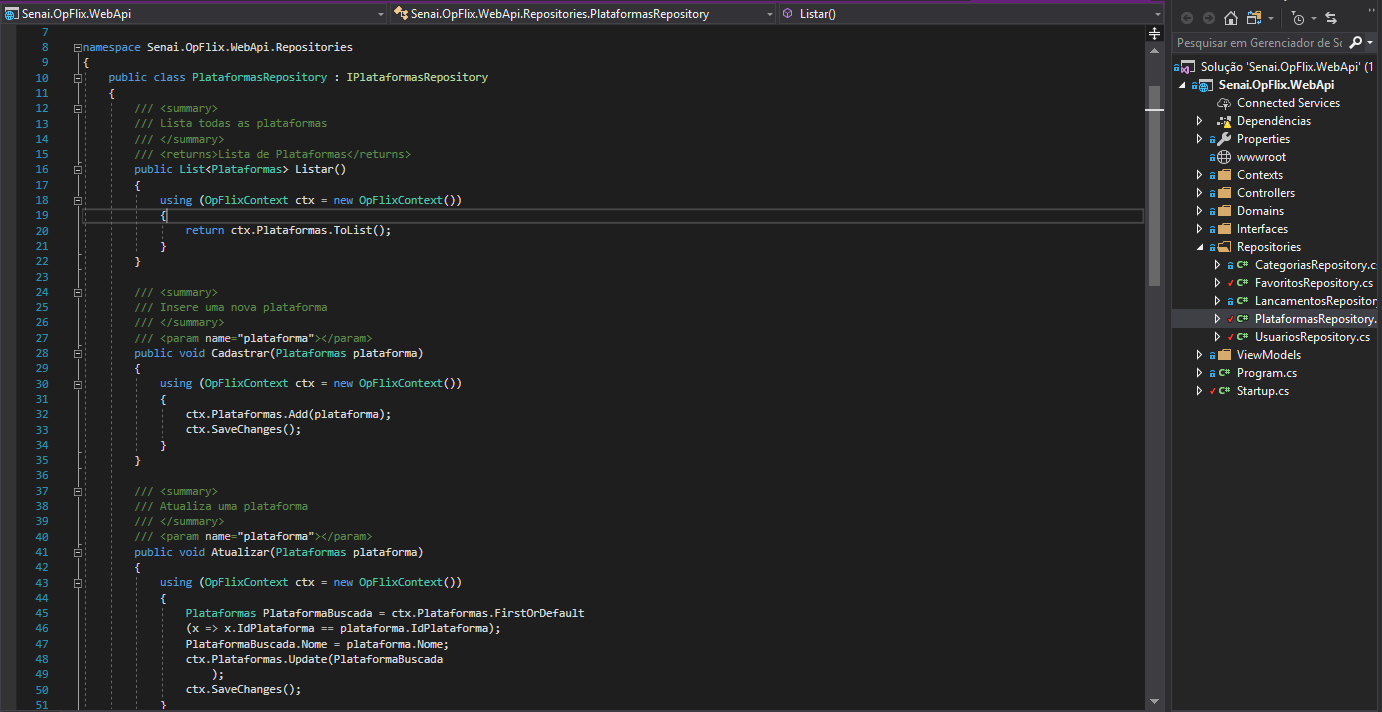 Senai.OpFlix.WebApi
Senai.OpFlix.WebApi.Repositories.PlataformasRepository
Listar()
7
8 namespace Senai.OpFlix.WebApi.Repositories
9 {
10 public class PlataformasRepository : IPlataformasRepository
11 {
12 /// <summary>
13 /// Lista todas as plataformas
14 /// </summary>
15 /// <returns>Lista de Plataformas</returns>
16 public List<Plataformas> Listar()
17 {
18 using (OpFlixContext ctx = new OpFlixContext())
19 {
20 return ctx.Plataformas.ToList();
21 }
22 }
23
24 /// <summary>
25 /// Insere uma nova plataforma
26 /// </summary>
27 /// <param name="plataforma"></param>
28 public void Cadastrar(Plataformas plataforma)
29 {
30 using (OpFlixContext ctx = new OpFlixContext())
31 {
32 ctx.Plataformas.Add(plataforma);
33 ctx.SaveChanges();
34 }
35 }
36
37 /// <summary>
38 /// Atualiza uma plataforma
39 /// </summary>
40 /// <param name="plataforma"></param>
41 public void Atualizar(Plataformas plataforma)
42 {
43 using (OpFlixContext ctx = new OpFlixContext())
44 {
45 Plataformas PlataformaBuscada = ctx.Plataformas.FirstOrDefault
46 (x => x.IdPlataforma == plataforma.IdPlataforma);
47 PlataformaBuscada.Nome = plataforma.Nome;
48 ctx.Plataformas.Update(PlataformaBuscada
49 );
50 ctx.SaveChanges();
51 }
Pesquisar em Gerenciador de Sc
Solução 'Senai.OpFlix.WebApi' (1
Senai.OpFlix.WebApi
Connected Services
Dependências
Properties
wwwroot
Contexts
Controllers
Domains
Interfaces
Repositories
C# CategoriasRepository.c
C# FavoritosRepository.cs
C# LancamentosRepositor
C# PlataformasRepository.
C# UsuariosRepository.cs
ViewModels
C# Program.cs
C# Startup.cs